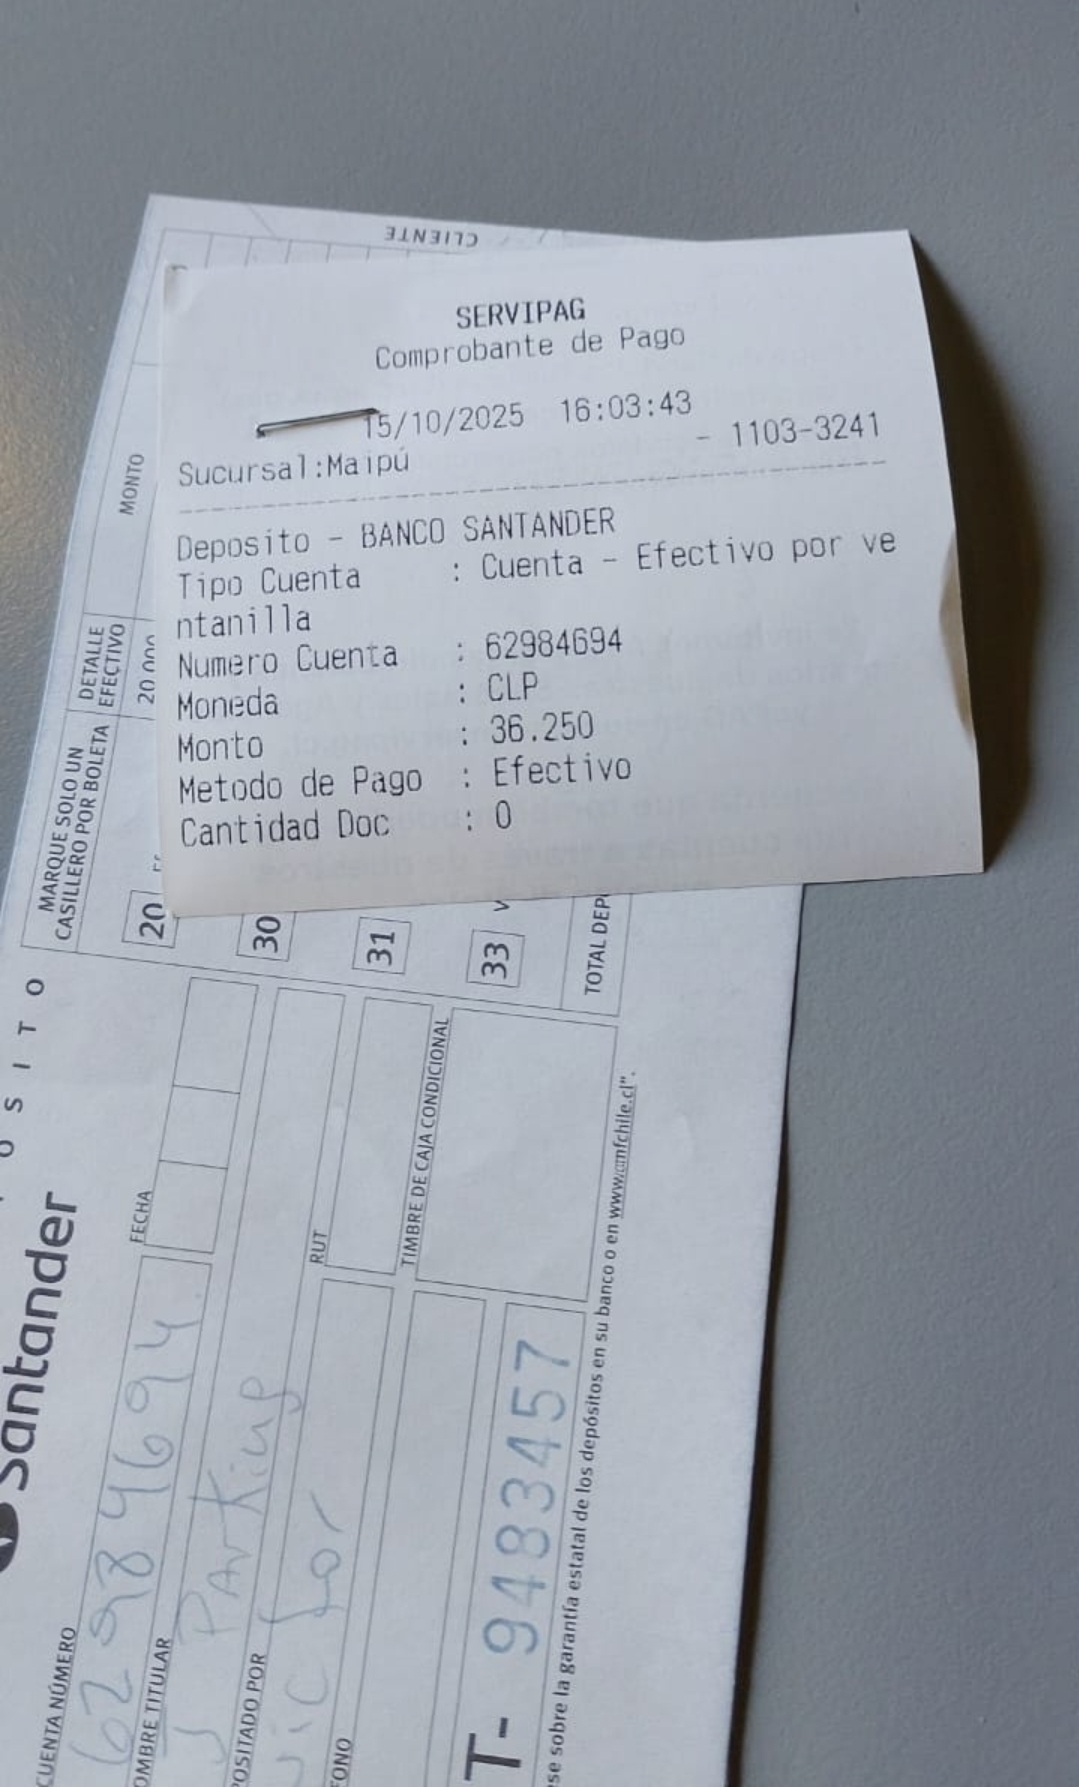 SERVIPAG
Comprobante de Pago
15/10/2025 16:03:43
- 1103-3241
Sucursal:Maipú
Deposito - BANCO SANTANDER
Tipo Cuenta : Cuenta - Efectivo por ve
ntanilla
Numero Cuenta : 62984694
Moneda : CLP
Monto : 36.250
Metodo de Pago : Efectivo
Cantidad Doc : 0
CLIENTE
MONTO
DETALLE
EFECTIVO
20.000
MARQUE SOLO UN
CASILLERO POR BOLETA
20
30
31
33
TOTAL DEP
O S I T O
Santander
FECHA
RUT
TIMBRE DE CAJA CONDICIONAL
CUENTA NÚMERO
62984694
OMBRE TITULAR
J Parking
POSITADO POR
FONO
T- 9483457
se sobre la garantía estatal de los depósitos en su banco o en www.cmfchile.cl".